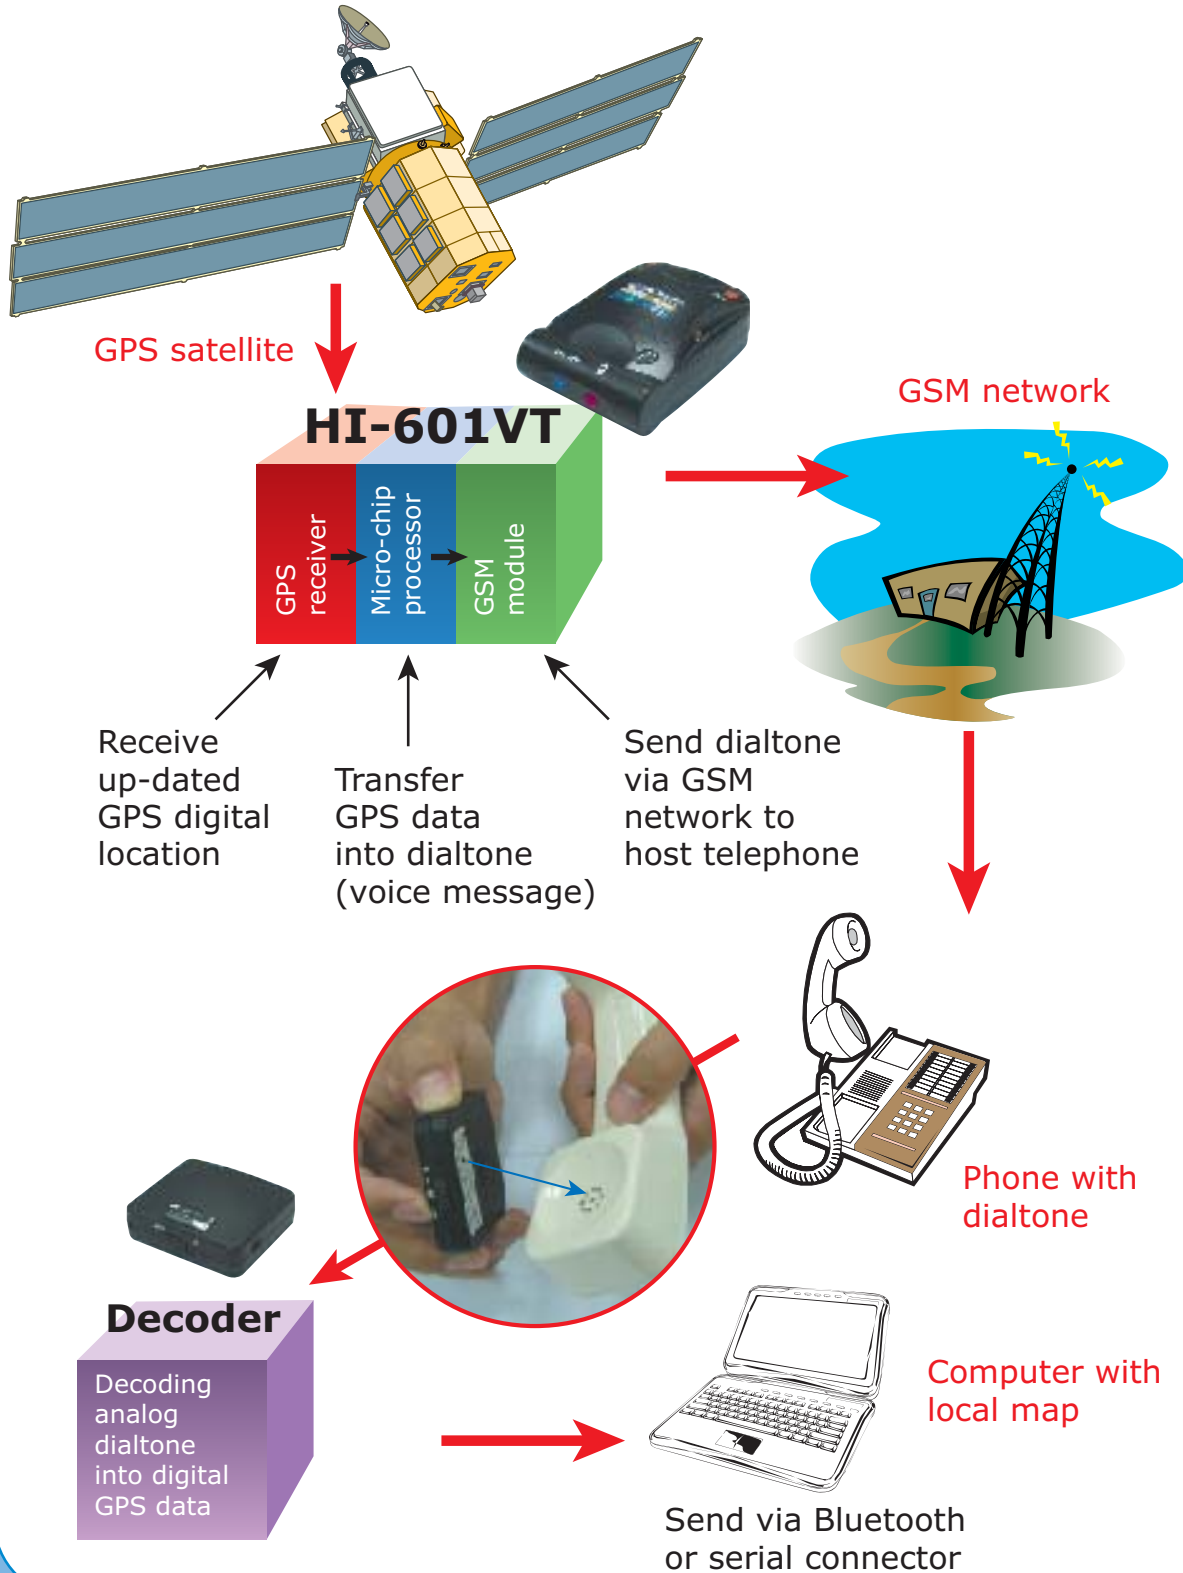 GPS satellite
HI-601VT
GPS
receiver
Micro-chip
processor
GSM
module
GSM network
Receive
up-dated
GPS digital
location
Transfer
GPS data
into dialtone
(voice message)
Send dialtone
via GSM
network to
host telephone
Phone with
dialtone
Decoder
Decoding
analog
dialtone
into digital
GPS data
Computer with
local map
Send via Bluetooth
or serial connector